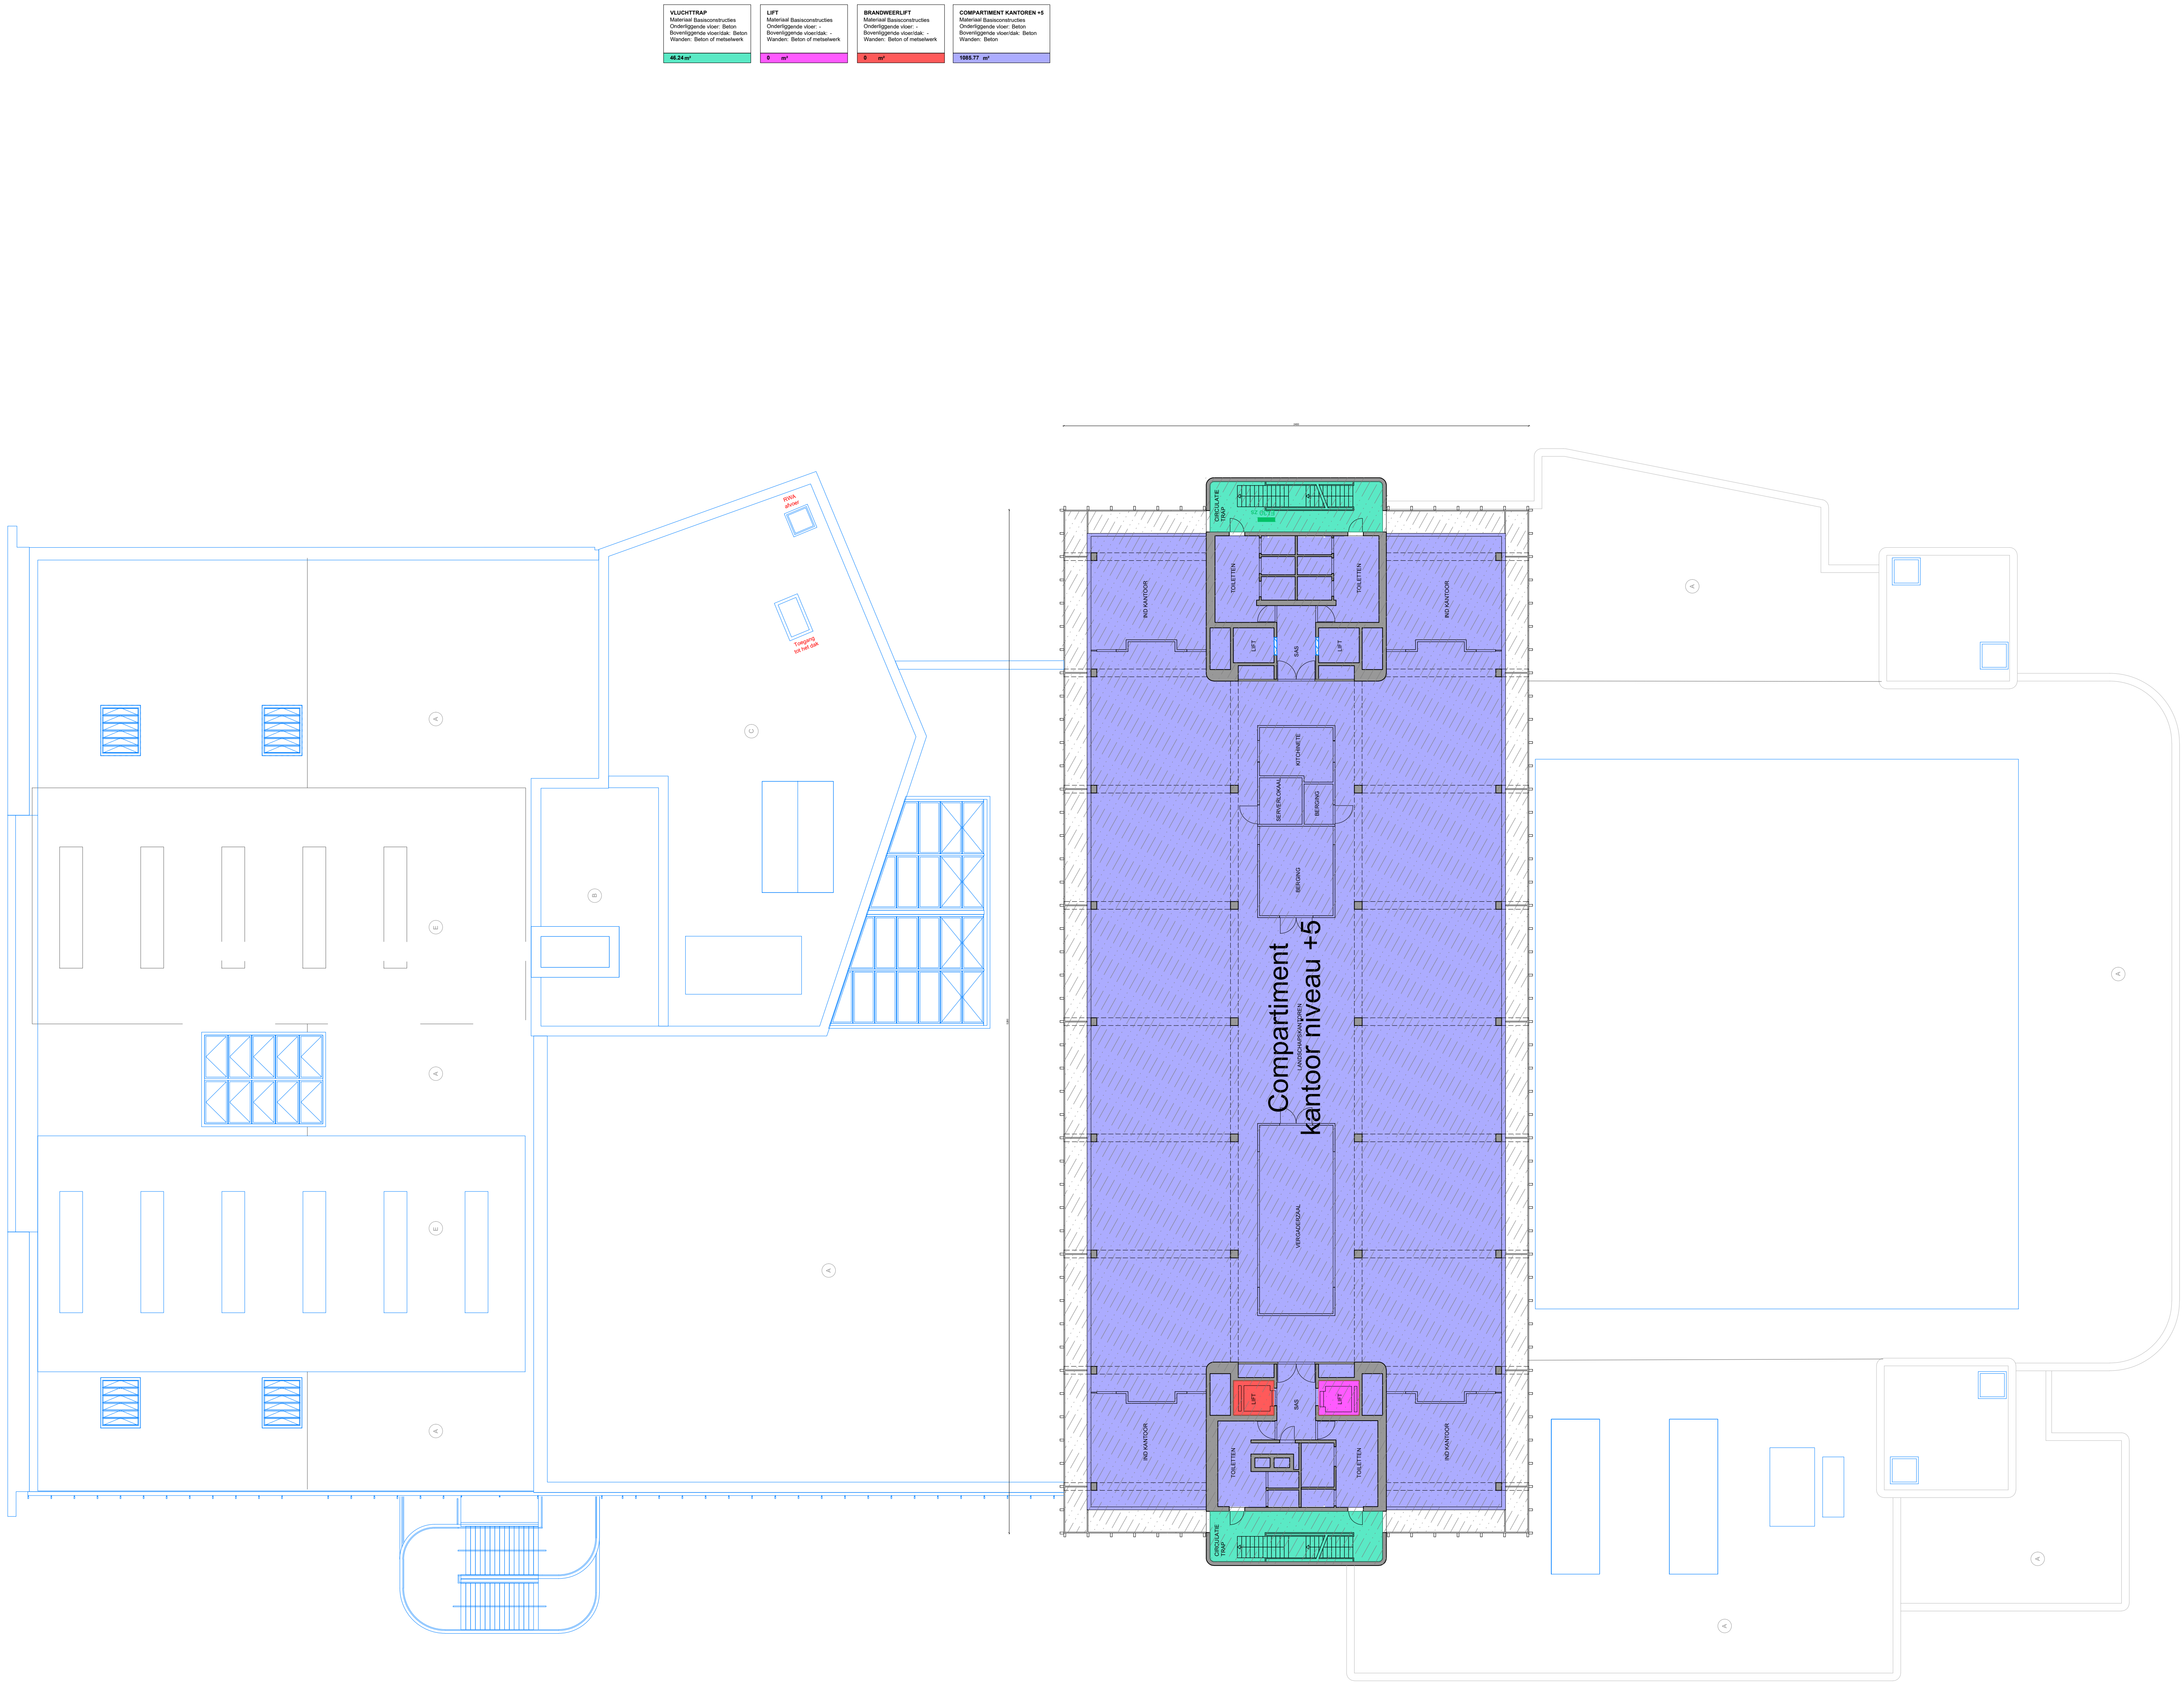 VLUCHTTRAP
Materiaal Basisconstructies
Onderliggende vloer: Beton
Bovenliggende vloer/dak: Beton
Wanden: Beton of metselwerk
46.24 m²
LIFT
Materiaal Basisconstructies
Onderliggende vloer: -
Bovenliggende vloer/dak: -
Wanden: Beton of metselwerk
0 m²
BRANDWEERLIFT
Materiaal Basisconstructies
Onderliggende vloer: -
Bovenliggende vloer/dak: -
Wanden: Beton of metselwerk
0 m²
COMPARTIMENT KANTOREN +5
Materiaal Basisconstructies
Onderliggende vloer: Beton
Bovenliggende vloer/dak: Beton
Wanden: Beton
1085.77 m²
RWA
afvoer
Toegang
tot het dak
A
C
B
E
A
E
A
A
CIRCULATIE
TRAP
TOILETTEN
TOILETTEN
IND KANTOOR
IND KANTOOR
LIFT
SAS
LIFT
KITCHINETE
SERVERLOKAAL
BERGING
BERGING
Compartiment
kantoor niveau +5
LANDSCHAPSKANTOREN
VERGADERZAAL
LIFT
SAS
LIFT
IND KANTOOR
TOILETTEN
TOILETTEN
IND KANTOOR
CIRCULATIE
TRAP
A
A
A
A